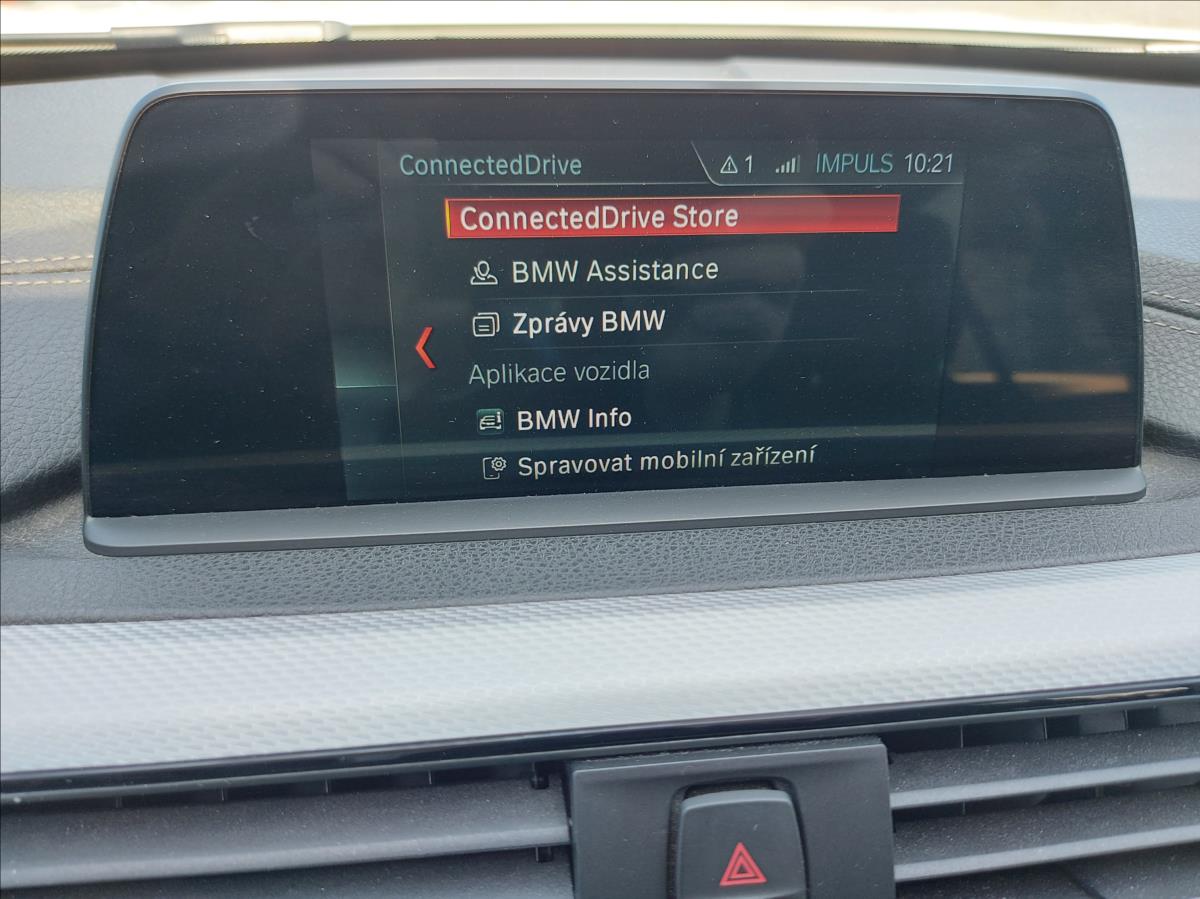 ConnectedDrive 1 IMPULS 10:21
ConnectedDrive Store
BMW Assistance
Zprávy BMW
Aplikace vozidla
BMW Info
Spravovat mobilní zařízení